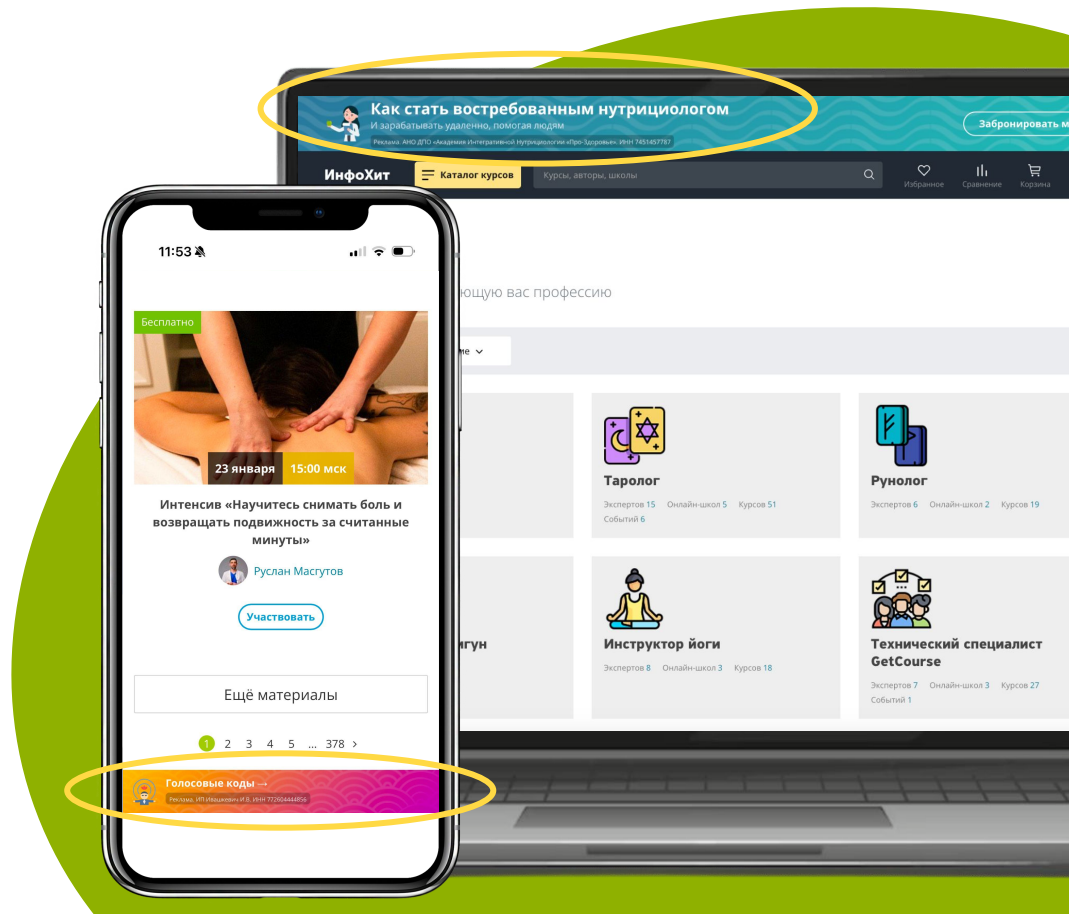 Как стать востребованным нутрициологом
И зарабатывать удаленно, помогая людям
Реклама. АНО ДПО «Академия Интегративной Нутрициологии «Про-Здоровье». ИНН 7451457787
Забронировать м
ИнфоХит
Каталог курсов
Курсы, авторы, школы
Избранное
Сравнение
Корзина
ющую вас профессию
ме
Таролог
Экспертов 15 Онлайн-школ 5 Курсов 51
Событий 6
Рунолог
Экспертов 6 Онлайн-школ 2 Курсов 19
игун
Инструктор йоги
Экспертов 8 Онлайн-школ 3 Курсов 18
Технический специалист
GetCourse
Экспертов 7 Онлайн-школ 3 Курсов 27
Событий 1
11:53
Бесплатно
23 января 15:00 мск
Интенсив «Научитесь снимать боль и
возвращать подвижность за считанные
минуты»
Руслан Масгутов
Участвовать
Ещё материалы
1 2 3 4 5 ... 378 >
Голосовые коды →
Реклама. ИП Ивашкевич И.В. ИНН 722604444856